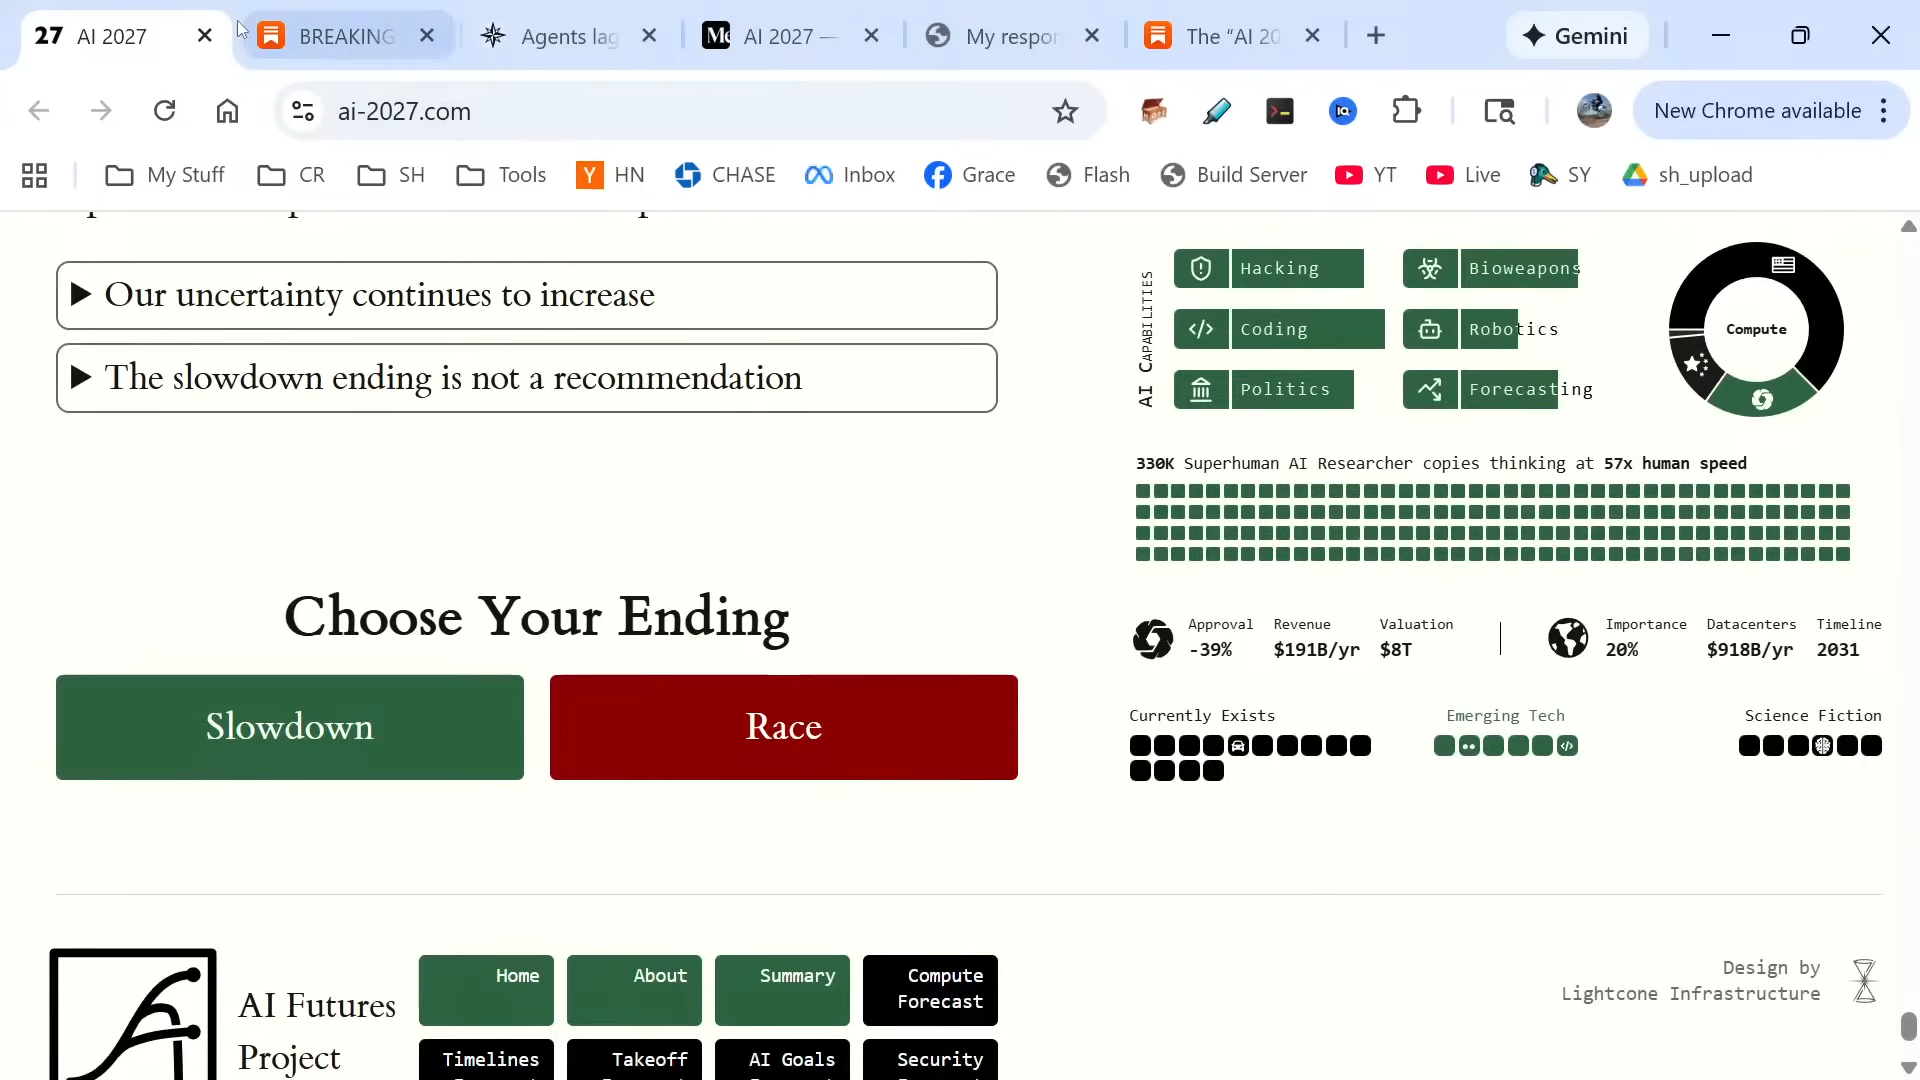 27 AI 2027
BREAKING
Agents lag
AI 2027 —
My respon
The “AI 20
Gemini
ai-2027.com
New Chrome available
My Stuff
CR
SH
Tools
HN
CHASE
Inbox
Grace
Flash
Build Server
YT
Live
SY
sh_upload
Our uncertainty continues to increase
The slowdown ending is not a recommendation
Choose Your Ending
Slowdown
Race
AI CAPABILITIES
Hacking
Bioweapons
Coding
Robotics
Politics
Forecasting
Compute
330K Superhuman AI Researcher copies thinking at 57x human speed
Approval Revenue Valuation
-39% $191B/yr $8T
Importance Datacenters Timeline
20% $918B/yr 2031
Currently Exists
Emerging Tech
Science Fiction
AI Futures
Project
Home
About
Summary
Compute
Forecast
Timelines
Takeoff
AI Goals
Security
Design by
Lightcone Infrastructure